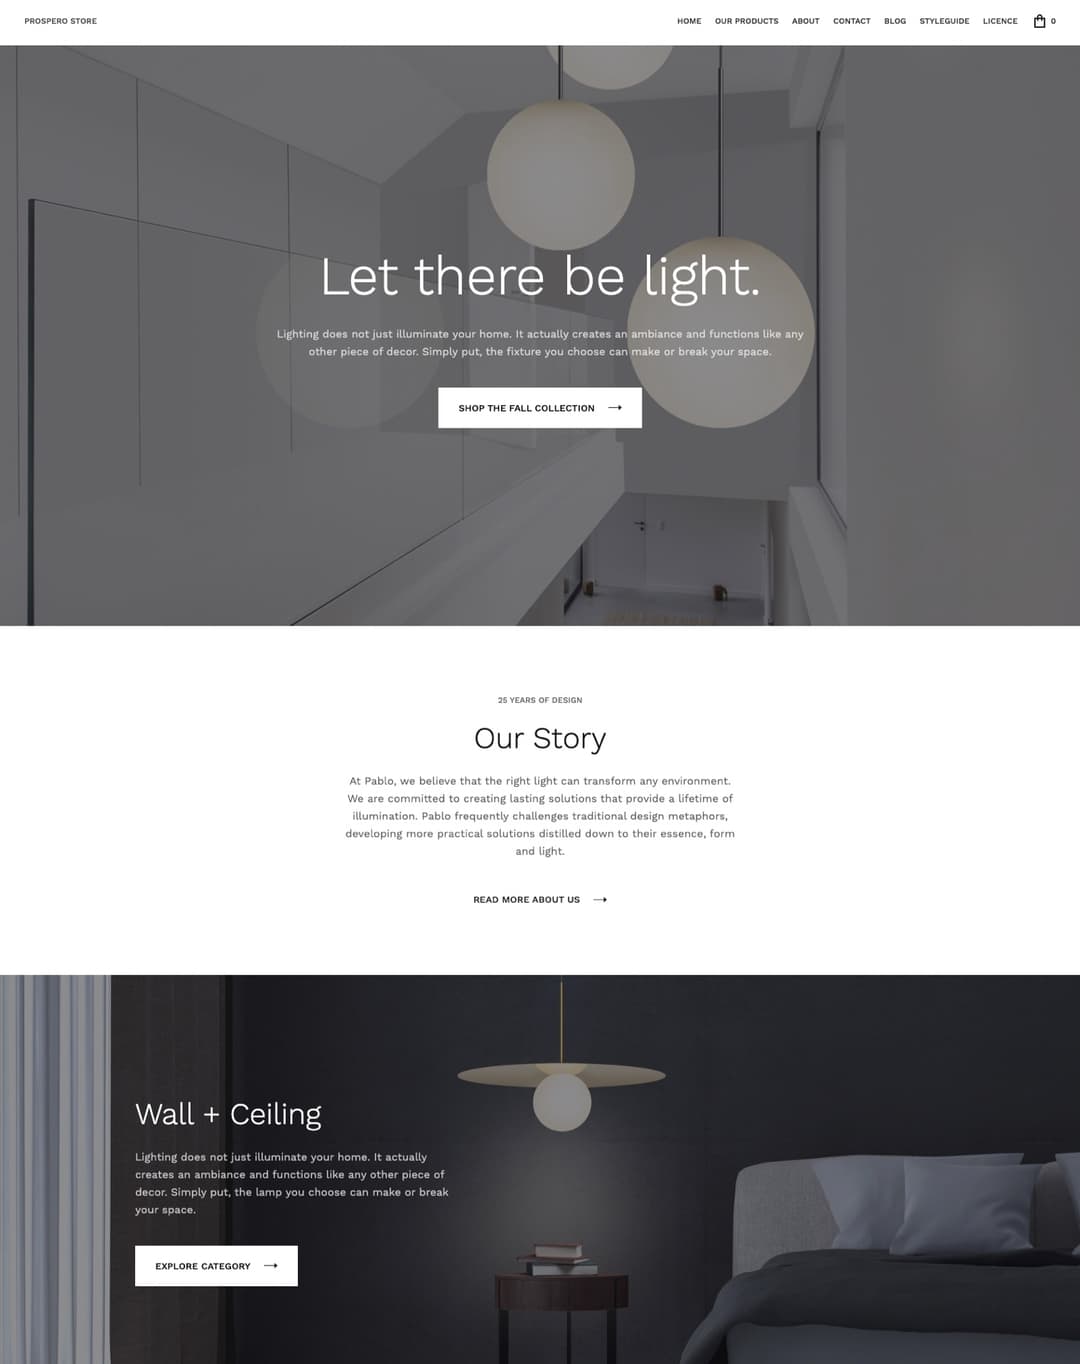 PROSPERO STORE
HOME OUR PRODUCTS ABOUT CONTACT BLOG STYLEGUIDE LICENCE 0
Let there be light.
Lighting does not just illuminate your home. It actually creates an ambiance and functions like any
other piece of decor. Simply put, the fixture you choose can make or break your space.
SHOP THE FALL COLLECTION
25 YEARS OF DESIGN
Our Story
At Pablo, we believe that the right light can transform any environment.
We are committed to creating lasting solutions that provide a lifetime of
illumination. Pablo frequently challenges traditional design metaphors,
developing more practical solutions distilled down to their essence, form
and light.
READ MORE ABOUT US
Wall + Ceiling
Lighting does not just illuminate your home. It actually
creates an ambiance and functions like any other piece of
decor. Simply put, the lamp you choose can make or break
your space.
EXPLORE CATEGORY